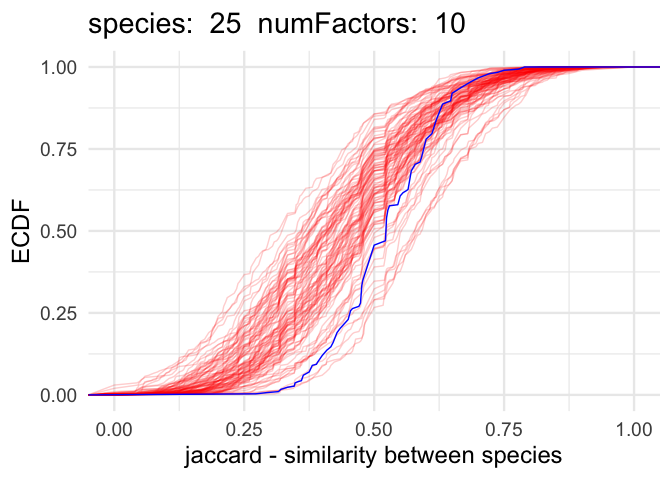 species:  25  numFactors:  10
1.00
0.75
0.50
0.25
0.00
ECDF
0.00 0.25 0.50 0.75 1.00
jaccard - similarity between species